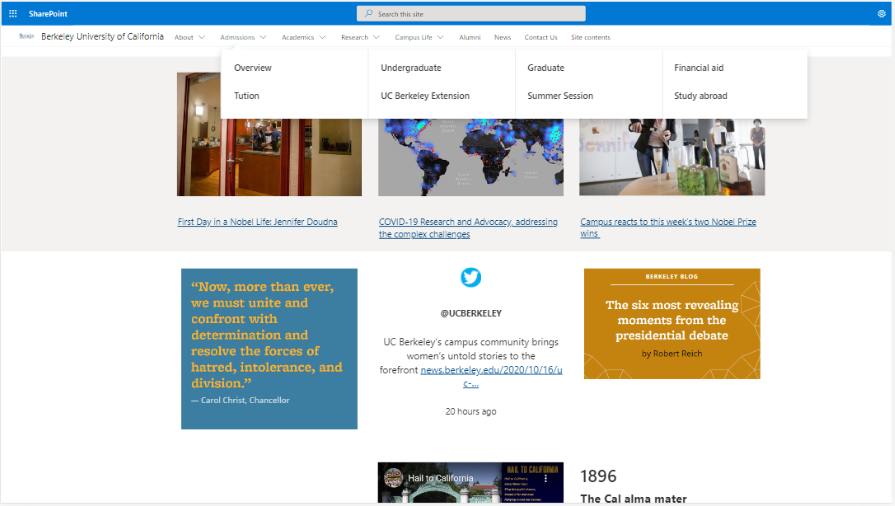 SharePoint
Search this site
Berkeley University of California
About
Admissions
Academics
Research
Campus Life
Alumni
News
Contact Us
Site contents
Overview
Undergraduate
Graduate
Financial aid
Tution
UC Berkeley Extension
Summer Session
Study abroad
First Day in a Nobel Life: Jennifer Doudna
COVID-19 Research and Advocacy, addressing
the complex challenges
Campus reacts to this week's two Nobel Prize
wins
“Now, more than ever,
we must unite and
confront with
determination and
resolve the forces of
hatred, intolerance, and
division.”
— Carol Christ, Chancellor
@UCBERKELEY
UC Berkeley's campus community brings
women's untold stories to the
forefront news.berkeley.edu/2020/10/16/u
c-...
20 hours ago
BERKELEY BLOG
The six most revealing
moments from the
presidential debate
by Robert Reich
Hail to California
HAIL TO CALIFORNIA
1896
The Cal alma mater